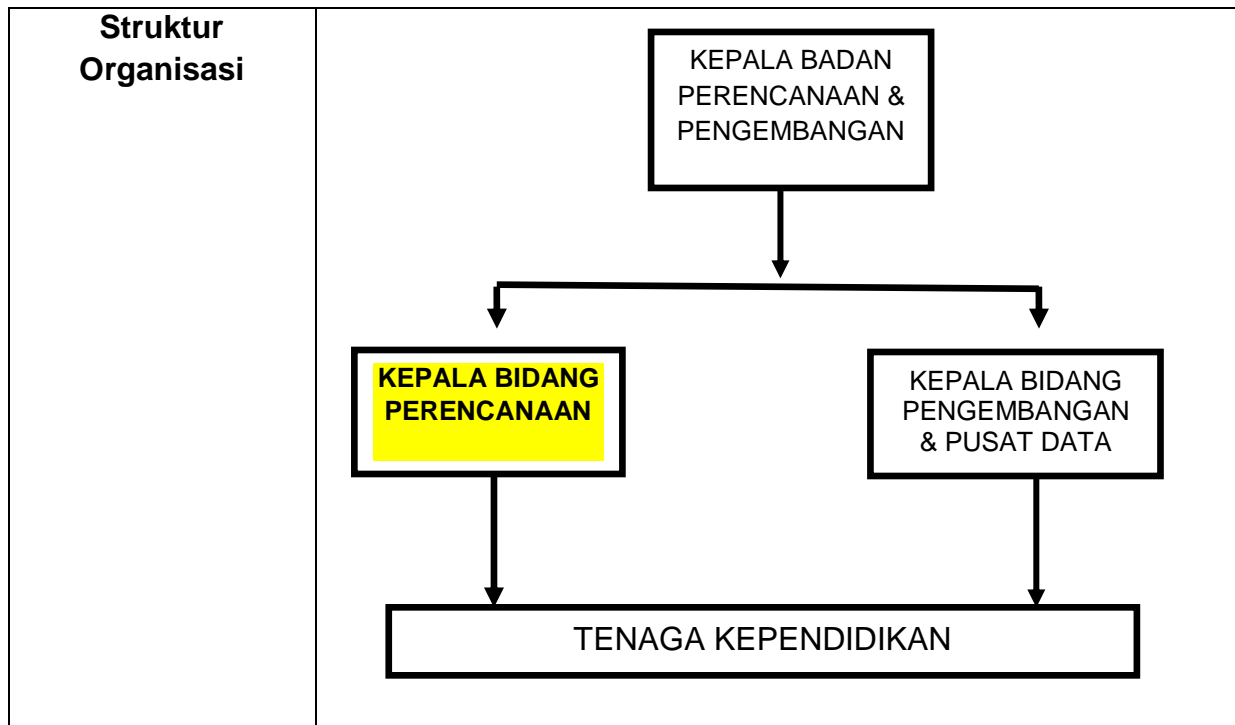 Struktur
Organisasi
KEPALA BADAN
PERENCANAAN &
PENGEMBANGAN
KEPALA BIDANG
PERENCANAAN
KEPALA BIDANG
PENGEMBANGAN
& PUSAT DATA
TENAGA KEPENDIDIKAN